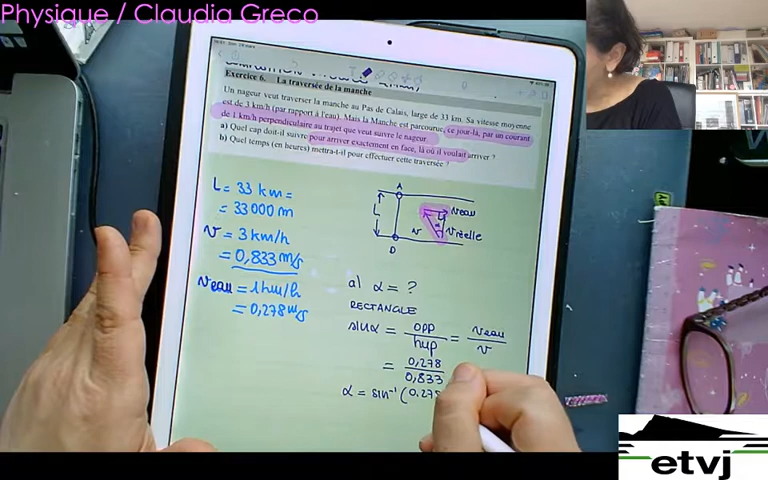 Physique / Claudia Greco
Exercice 6. La traversée de la manche
Un nageur veut traverser la manche au Pas de Calais, large de 33 km. Sa vitesse moyenne
est de 3 km/h (par rapport à l'eau). Mais la Manche est parcourue, ce jour-là, par un courant
de 1 km/h perpendiculaire au trajet que veut suivre le nageur.
a) Quel cap doit-il suivre pour arriver exactement en face, là où il voulait arriver ?
b) Quel temps (en heures) mettra-t-il pour effectuer cette traversée ?
L = 33 km =
= 33000 m
v = 3 km/h
= 0,833 m/s
veau = 1 km/h
= 0,278 m/s
A
L
D
veau
α
v
vréelle
a) α = ?
RECTANGLE
sinα = opp / hyp = veau / v
= 0,278 / 0,833
α = sin⁻¹ (0.278
etvj